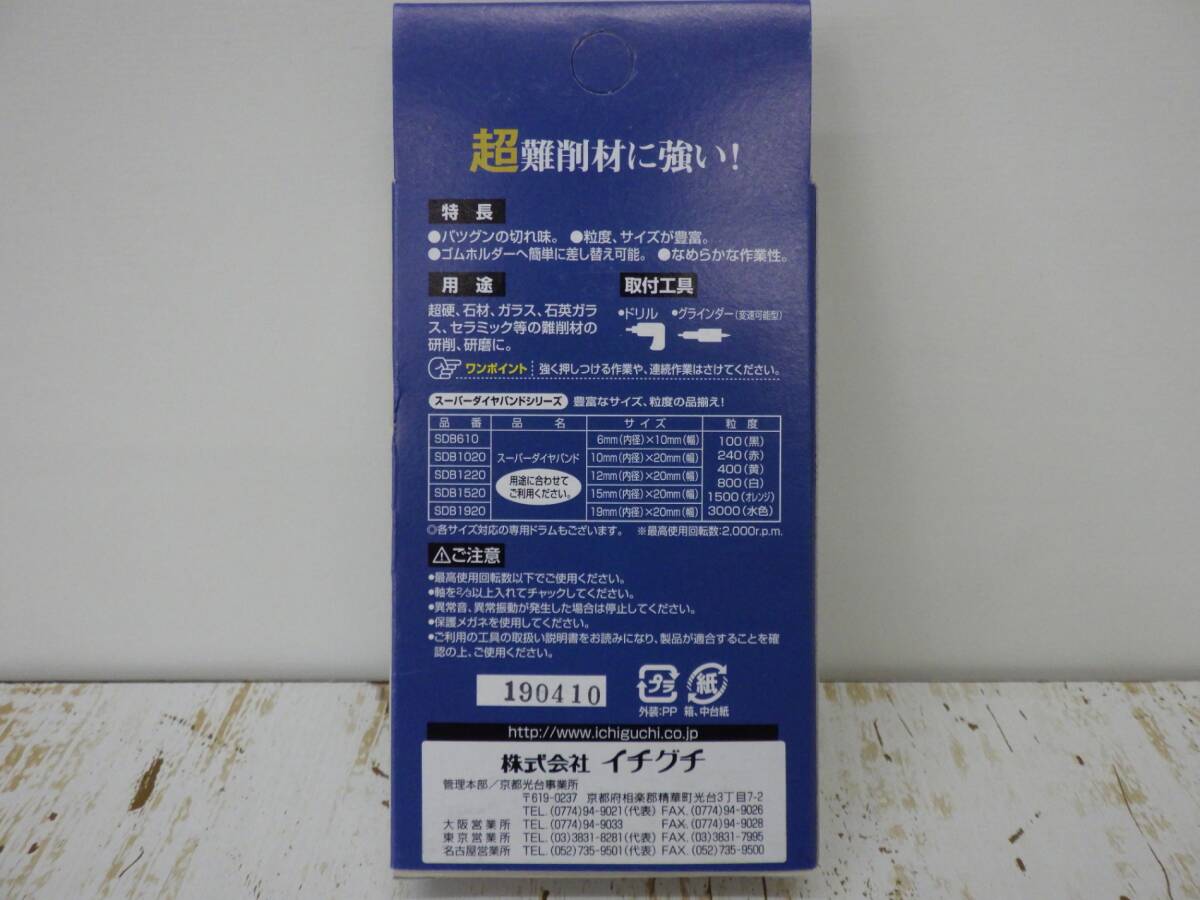 超難削材に強い!
特長
●バツグンの切れ味。 ●粒度、サイズが豊富。
●ゴムホルダーへ簡単に差し替え可能。 ●なめらかな作業性。
用途
超硬、石材、ガラス、石英ガラ
ス、セラミック等の難削材の
研削、研磨に。
取付工具
•ドリル •グラインダー(変速可能型)
ワンポイント 強く押しつける作業や、連続作業はさけてください。
スーパーダイヤバンドシリーズ 豊富なサイズ、粒度の品揃え!
品番 品名 サイズ 粒度
SDB610 6mm(内径)×10mm(幅) 100(黒)
SDB1020 スーパーダイヤバンド 10mm(内径)×20mm(幅) 240(赤)
SDB1220 用途に合わせて 12mm(内径)×20mm(幅) 400(黄)
ご利用ください。 800(白)
SDB1520 15mm(内径)×20mm(幅) 1500(オレンジ)
SDB1920 19mm(内径)×20mm(幅) 3000(水色)
◎各サイズ対応の専用ドラムもございます。 ※最高使用回転数:2,000r.p.m.
⚠ご注意
•最高使用回転数以下でご使用ください。
•軸を2/3以上入れてチャックしてください。
•異常音、異常振動が発生した場合は停止してください。
•保護メガネを使用してください。
•ご利用の工具の取扱い説明書をお読みになり、製品が適合することを確
認の上、ご使用ください。
190410
プラ 紙
外装:PP 箱、中台紙
http://www.ichiguchi.co.jp
株式会社 イチグチ
管理本部/京都光台事業所
〒619-0237 京都府相楽郡精華町光台3丁目7-2
TEL.(0774)94-9021(代表) FAX.(0774)94-9026
大阪営業所 TEL.(0774)94-9033 FAX.(0774)94-9028
東京営業所 TEL.(03)3831-8281(代表) FAX.(03)3831-7995
名古屋営業所 TEL.(052)735-9501(代表) FAX.(052)735-9500